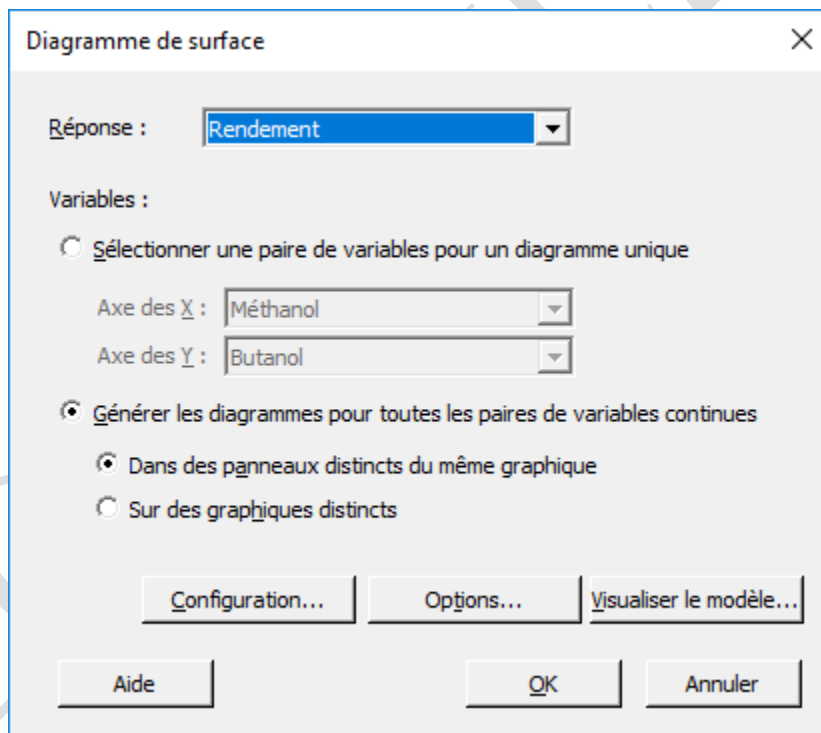 Diagramme de surface
Réponse : Rendement
Variables :
Sélectionner une paire de variables pour un diagramme unique
Axe des X : Méthanol
Axe des Y : Butanol
Générer les diagrammes pour toutes les paires de variables continues
Dans des panneaux distincts du même graphique
Sur des graphiques distincts
Configuration... Options... Visualiser le modèle...
Aide OK Annuler